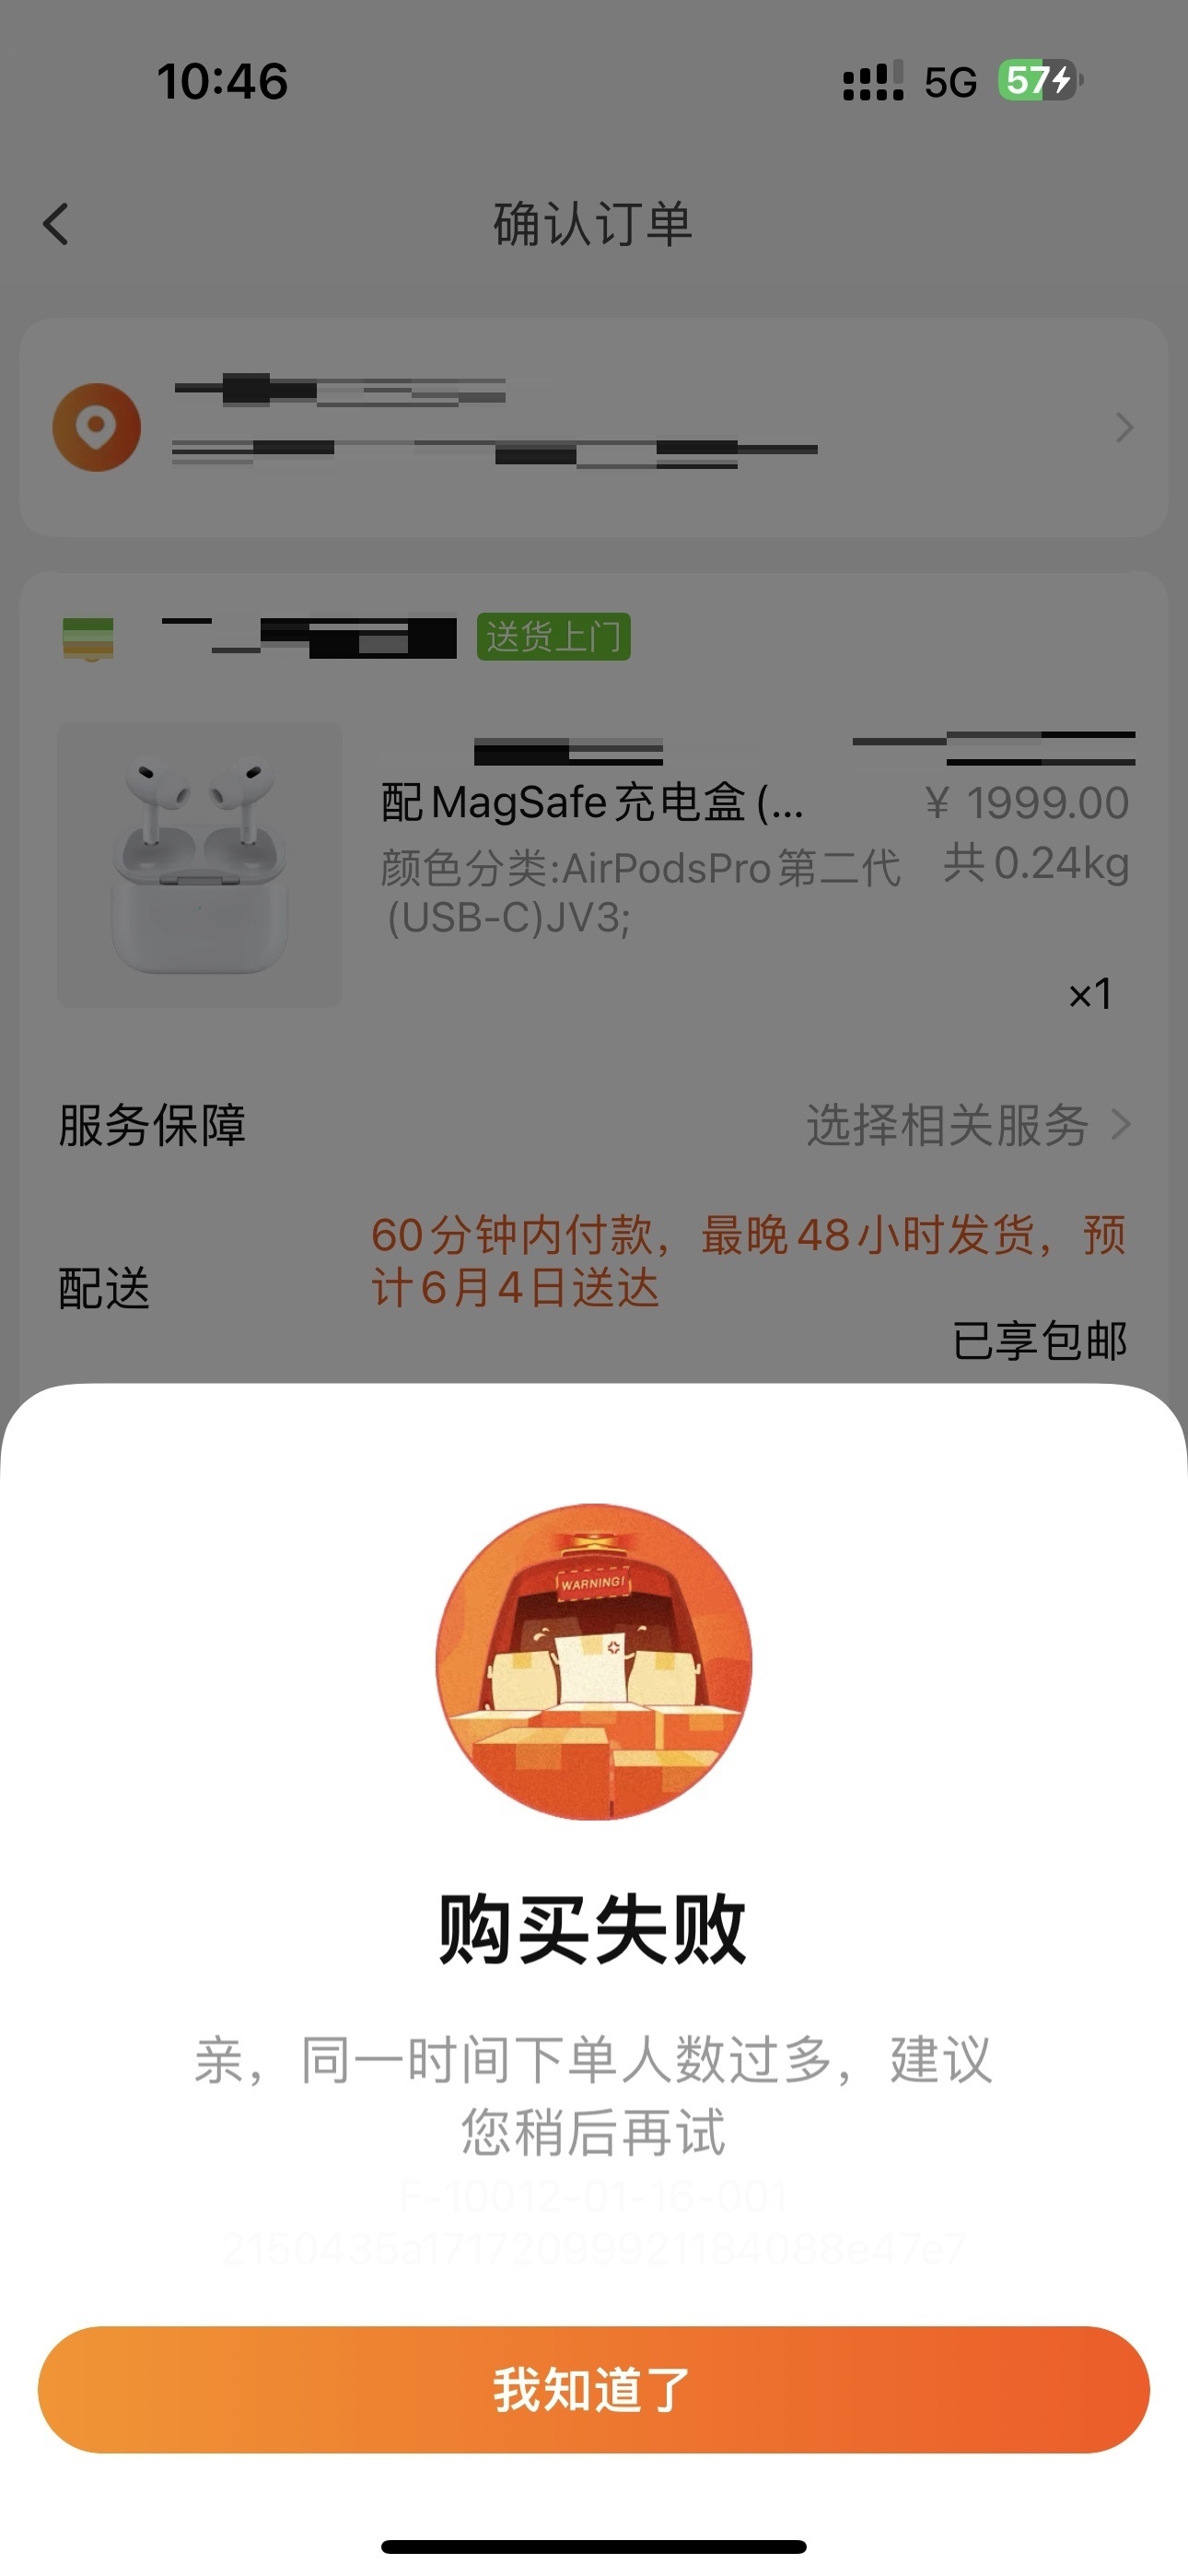 10:46
5G
57
确认订单
送货上门
配MagSafe充电盒(...
¥ 1999.00
颜色分类:AirPodsPro第二代
共0.24kg
(USB-C)JV3;
×1
服务保障
选择相关服务
60分钟内付款，最晚48小时发货，预
计6月4日送达
配送
已享包邮
WARNING!
购买失败
亲，同一时间下单人数过多，建议
您稍后再试
F-10012-01-16-001
2150435a17172099921184088e47e7
我知道了